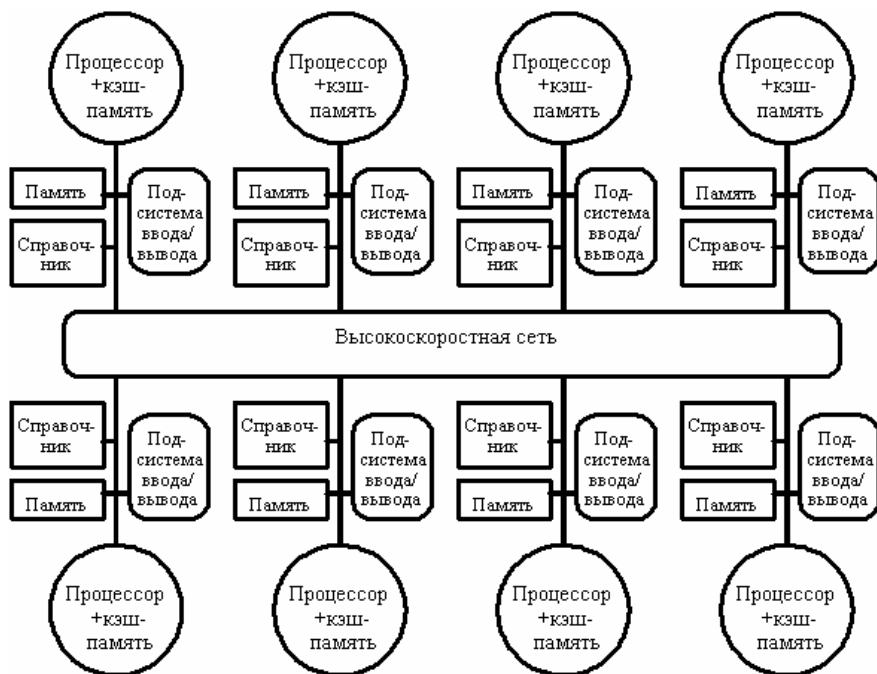 Процессор
+кэш-
память
Процессор
+кэш-
память
Процессор
+кэш-
память
Процессор
+кэш-
память
Память
Под-
система
ввода/
вывода
Справоч-
ник
Память
Под-
система
ввода/
вывода
Справоч-
ник
Память
Под-
система
ввода/
вывода
Справоч-
ник
Память
Под-
система
ввода/
вывода
Справоч-
ник
Высокоскоростная сеть
Справоч-
ник
Под-
система
ввода/
вывода
Память
Справоч-
ник
Под-
система
ввода/
вывода
Память
Справоч-
ник
Под-
система
ввода/
вывода
Память
Справоч-
ник
Под-
система
ввода/
вывода
Память
Процессор
+кэш-
память
Процессор
+кэш-
память
Процессор
+кэш-
память
Процессор
+кэш-
память